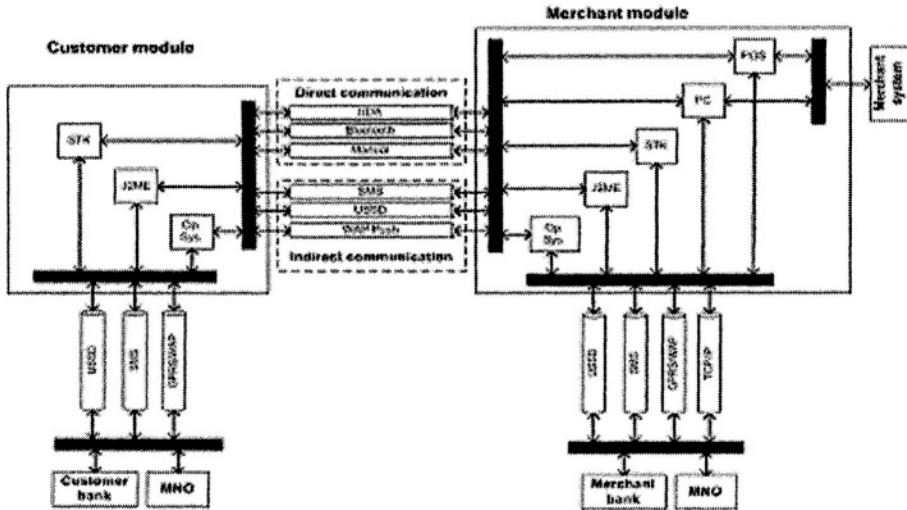 Merchant module
Customer module
POS
Merchant
system
Direct communication
IrDA
PC
Bluetooth
STK
STK
Manual
J2ME
SMS
J2ME
USSD
Op
Sys
WAP Push
Op
Sys
Indirect communication
USSD
SMS
GPRS/WAP
USSD
SMS
GPRS/WAP
TCP/IP
Customer
bank
MNO
Merchant
bank
MNO